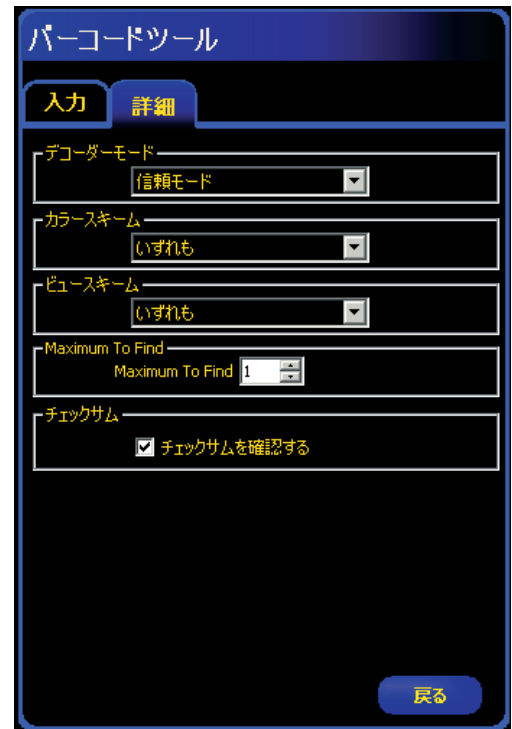 バーコードツール
入力 詳細
デコーダーモード
信頼モード
カラースキーム
いずれも
ビュースキーム
いずれも
Maximum To Find
Maximum To Find 1
チェックサム
チェックサムを確認する
戻る